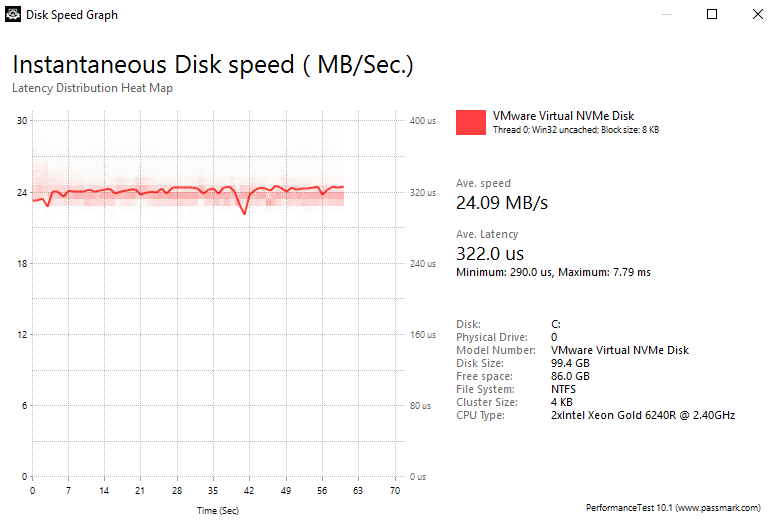 Disk Speed Graph
Instantaneous Disk speed ( MB/Sec.)
Latency Distribution Heat Map
30
24
18
12
6
0
400 us
320 us
240 us
160 us
80 us
0 us
0 7 14 21 28 35 42 49 56 63 70
Time (Sec)
VMware Virtual NVMe Disk
Thread 0; Win32 uncached; Block size: 8 KB
Ave. speed
24.09 MB/s
Ave. Latency
322.0 us
Minimum: 290.0 us, Maximum: 7.79 ms
Disk: C:
Physical Drive: 0
Model Number: VMware Virtual NVMe Disk
Disk Size: 99.4 GB
Free space: 86.0 GB
File System: NTFS
Cluster Size: 4 KB
CPU Type: 2xIntel Xeon Gold 6240R @ 2.40GHz
PerformanceTest 10.1 (www.passmark.com)